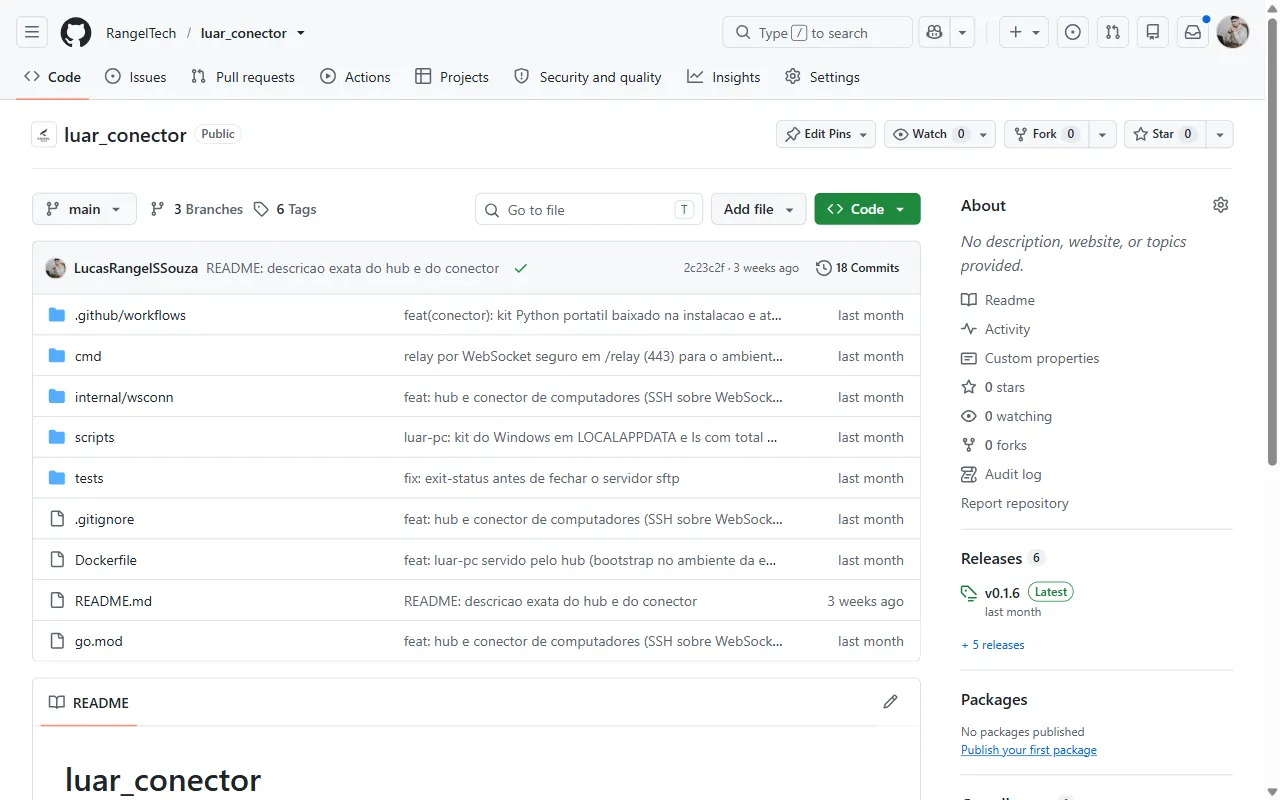 RangelTech / luar_conector
Type / to search
Code Issues Pull requests Actions Projects Security and quality Insights Settings
luar_conector Public
Edit Pins Watch 0 Fork 0 Star 0
main 3 Branches 6 Tags
Go to file T Add file Code
LucasRangelSSouza README: descricao exata do hub e do conector 2c23c2f · 3 weeks ago 18 Commits
.github/workflows feat(conector): kit Python portatil baixado na instalacao e at... last month
cmd relay por WebSocket seguro em /relay (443) para o ambient... last month
internal/wsconn feat: hub e conector de computadores (SSH sobre WebSock... last month
scripts luar-pc: kit do Windows em LOCALAPPDATA e ls com total ... last month
tests fix: exit-status antes de fechar o servidor sftp last month
.gitignore feat: hub e conector de computadores (SSH sobre WebSock... last month
Dockerfile feat: luar-pc servido pelo hub (bootstrap no ambiente da e... last month
README.md README: descricao exata do hub e do conector 3 weeks ago
go.mod feat: hub e conector de computadores (SSH sobre WebSock... last month
README
luar_conector
About
No description, website, or topics
provided.
Readme
Activity
Custom properties
0 stars
0 watching
0 forks
Audit log
Report repository
Releases 6
v0.1.6 Latest
last month
+ 5 releases
Packages
No packages published
Publish your first package